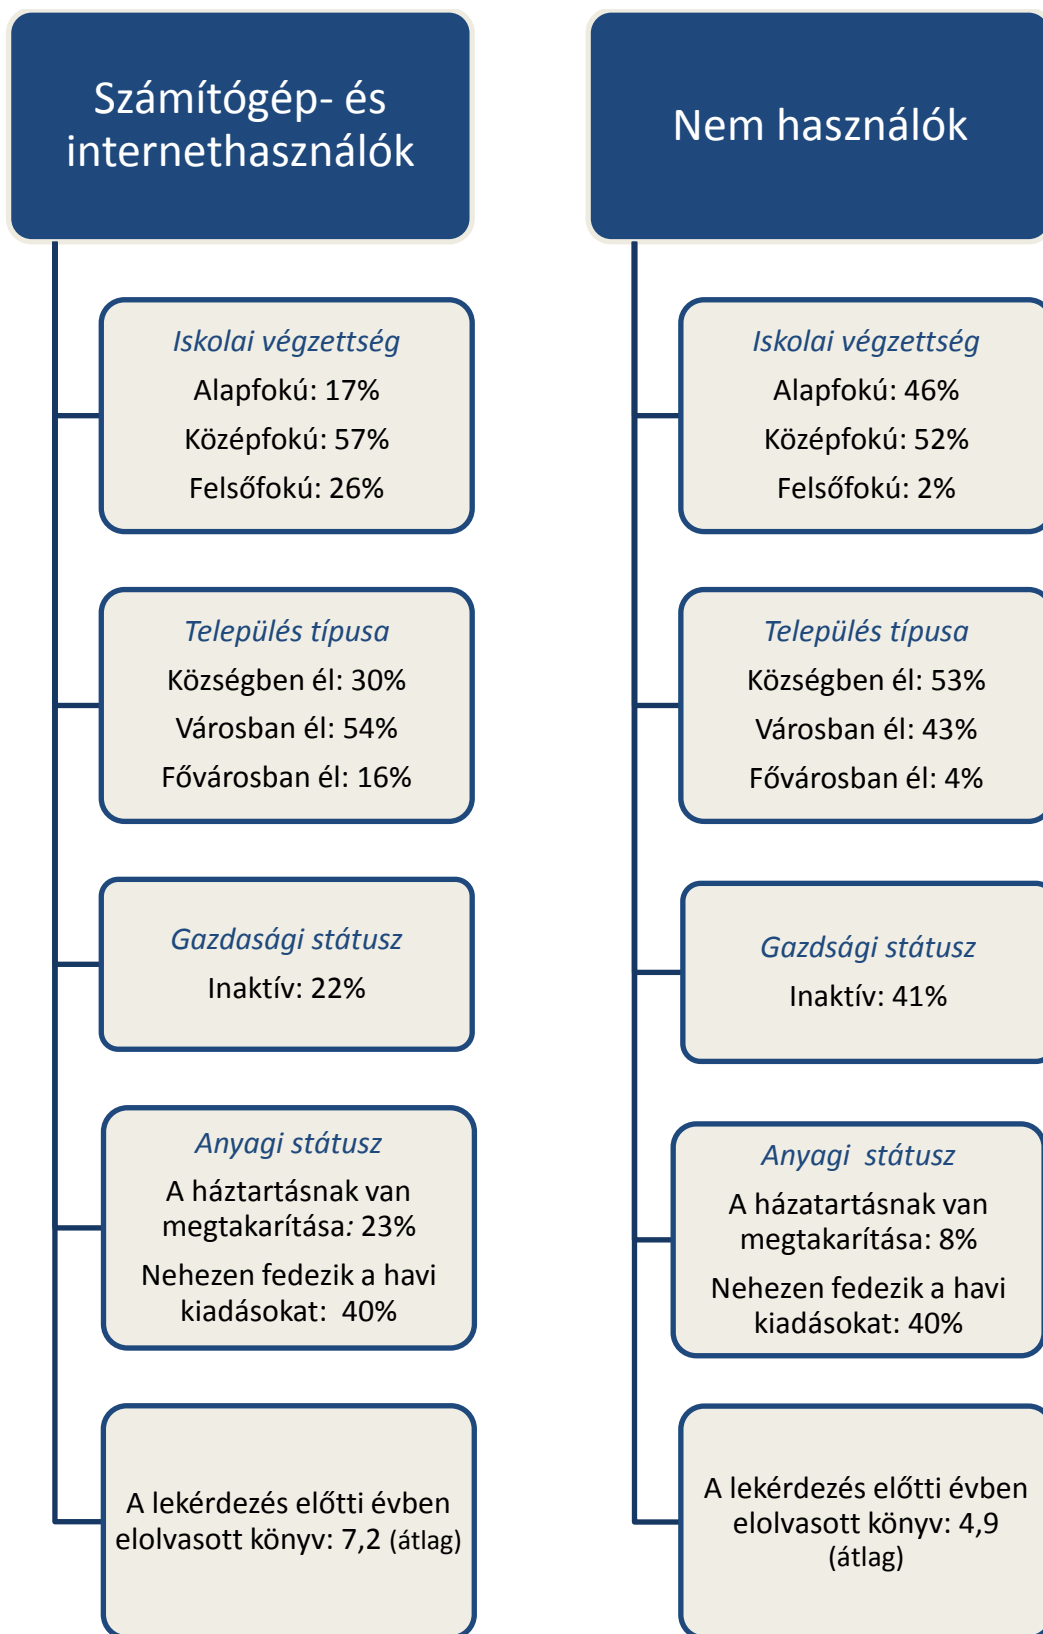 Számítógép- és
internethasználók
Iskolai végzettség
Alapfokú: 17%
Középfokú: 57%
Felsőfokú: 26%
Település típusa
Községben él: 30%
Városban él: 54%
Fővárosban él: 16%
Gazdasági státusz
Inaktív: 22%
Anyagi státusz
A háztartásnak van
megtakarítása: 23%
Nehezen fedezik a havi
kiadásokat: 40%
A lekérdezés előtti évben
elolvasott könyv: 7,2 (átlag)
Nem használók
Iskolai végzettség
Alapfokú: 46%
Középfokú: 52%
Felsőfokú: 2%
Település típusa
Községben él: 53%
Városban él: 43%
Fővárosban él: 4%
Gazdsági státusz
Inaktív: 41%
Anyagi státusz
A házatartásnak van
megtakarítása: 8%
Nehezen fedezik a havi
kiadásokat: 40%
A lekérdezés előtti évben
elolvasott könyv: 4,9
(átlag)